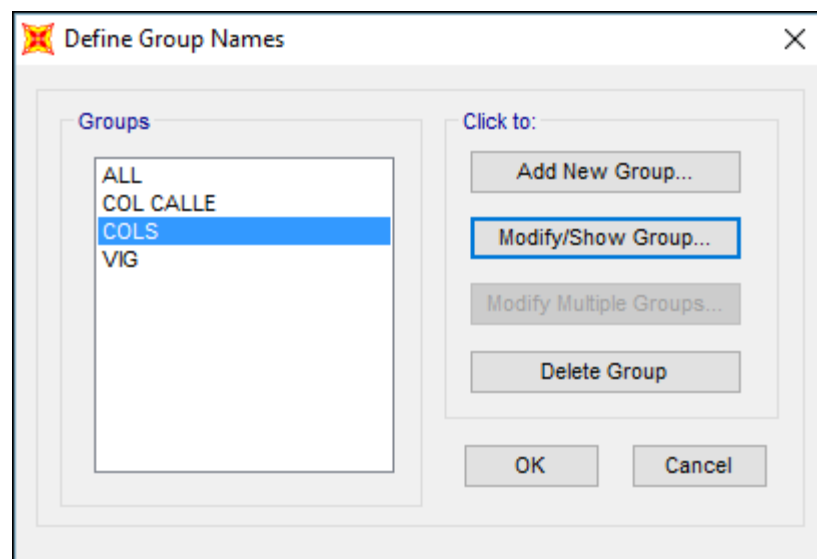 Define Group Names
Groups
ALL
COL CALLE
COLS
VIG
Click to:
Add New Group...
Modify/Show Group...
Modify Multiple Groups...
Delete Group
OK
Cancel